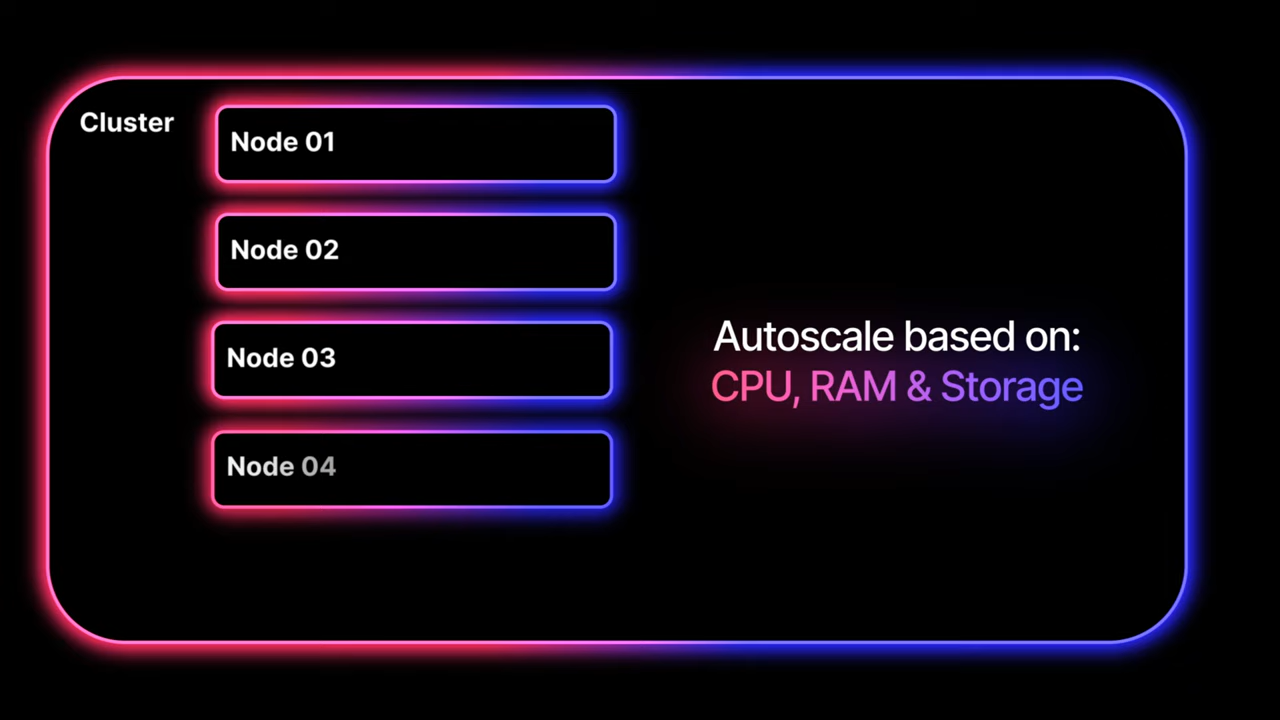 Cluster
Node 01
Node 02
Node 03
Node 04
Autoscale based on:
CPU, RAM & Storage